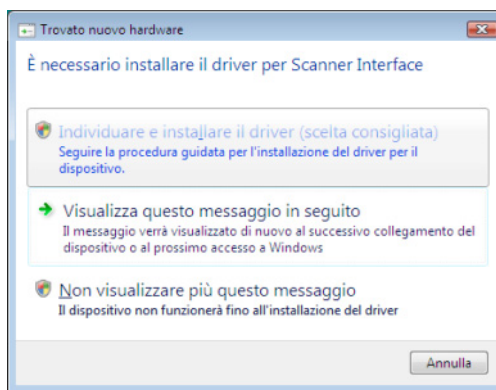 Trovato nuovo hardware
È necessario installare il driver per Scanner Interface
Individuare e installare il driver (scelta consigliata)
Seguire la procedura guidata per l'installazione del driver per il
dispositivo.
Visualizza questo messaggio in seguito
Il messaggio verrà visualizzato di nuovo al successivo collegamento del
dispositivo o al prossimo accesso a Windows
Non visualizzare più questo messaggio
Il dispositivo non funzionerà fino all'installazione del driver
Annulla